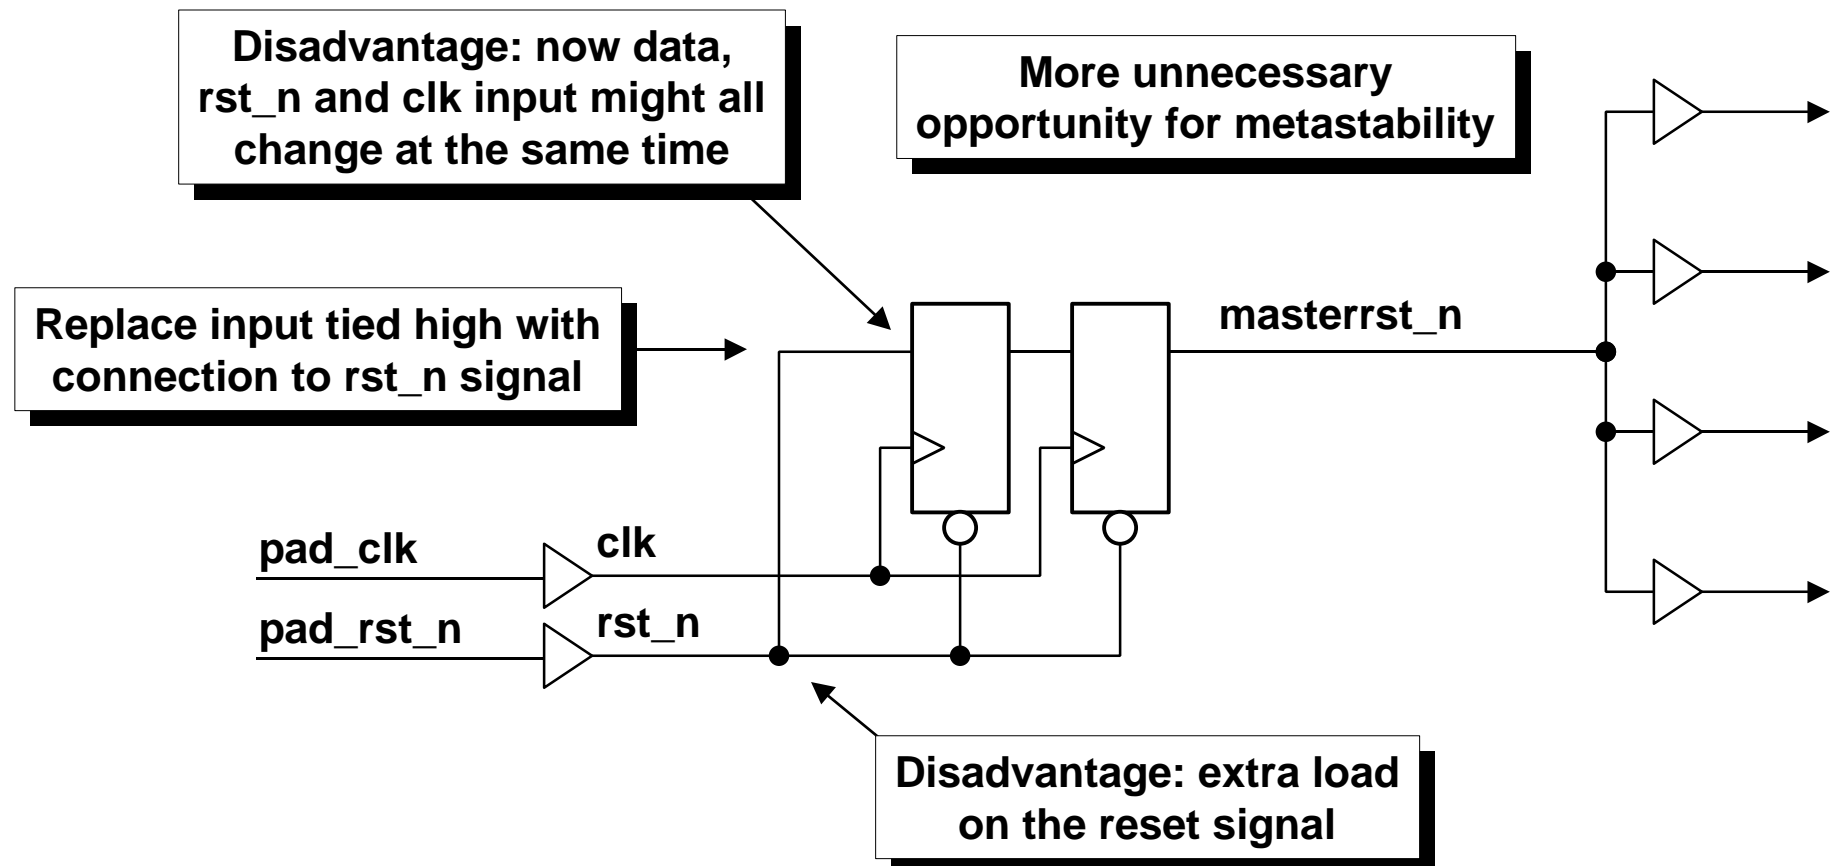 Disadvantage: now data,
rst_n and clk input might all
change at the same time
More unnecessary
opportunity for metastability
Replace input tied high with
connection to rst_n signal
masterrst_n
pad_clk
clk
pad_rst_n
rst_n
Disadvantage: extra load
on the reset signal